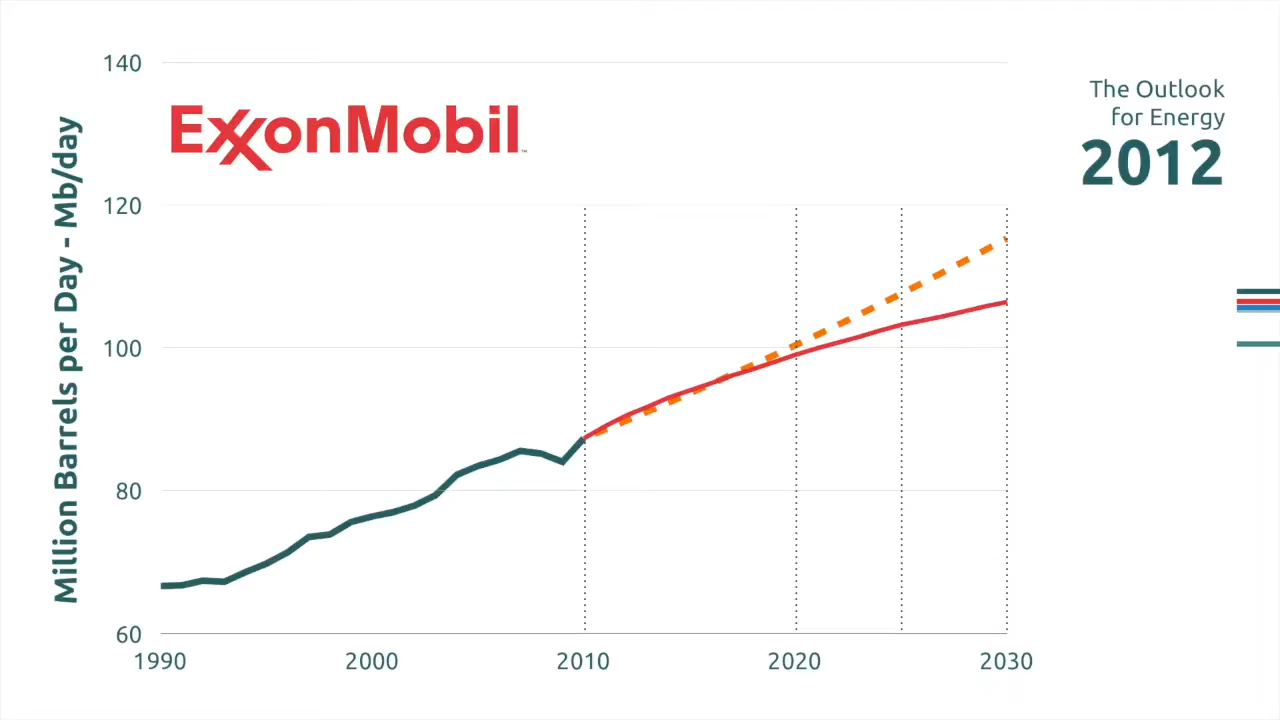 140
ExxonMobil
™
The Outlook
for Energy
2012
120
Million Barrels per Day - Mb/day
100
80
60
1990 2000 2010 2020 2030